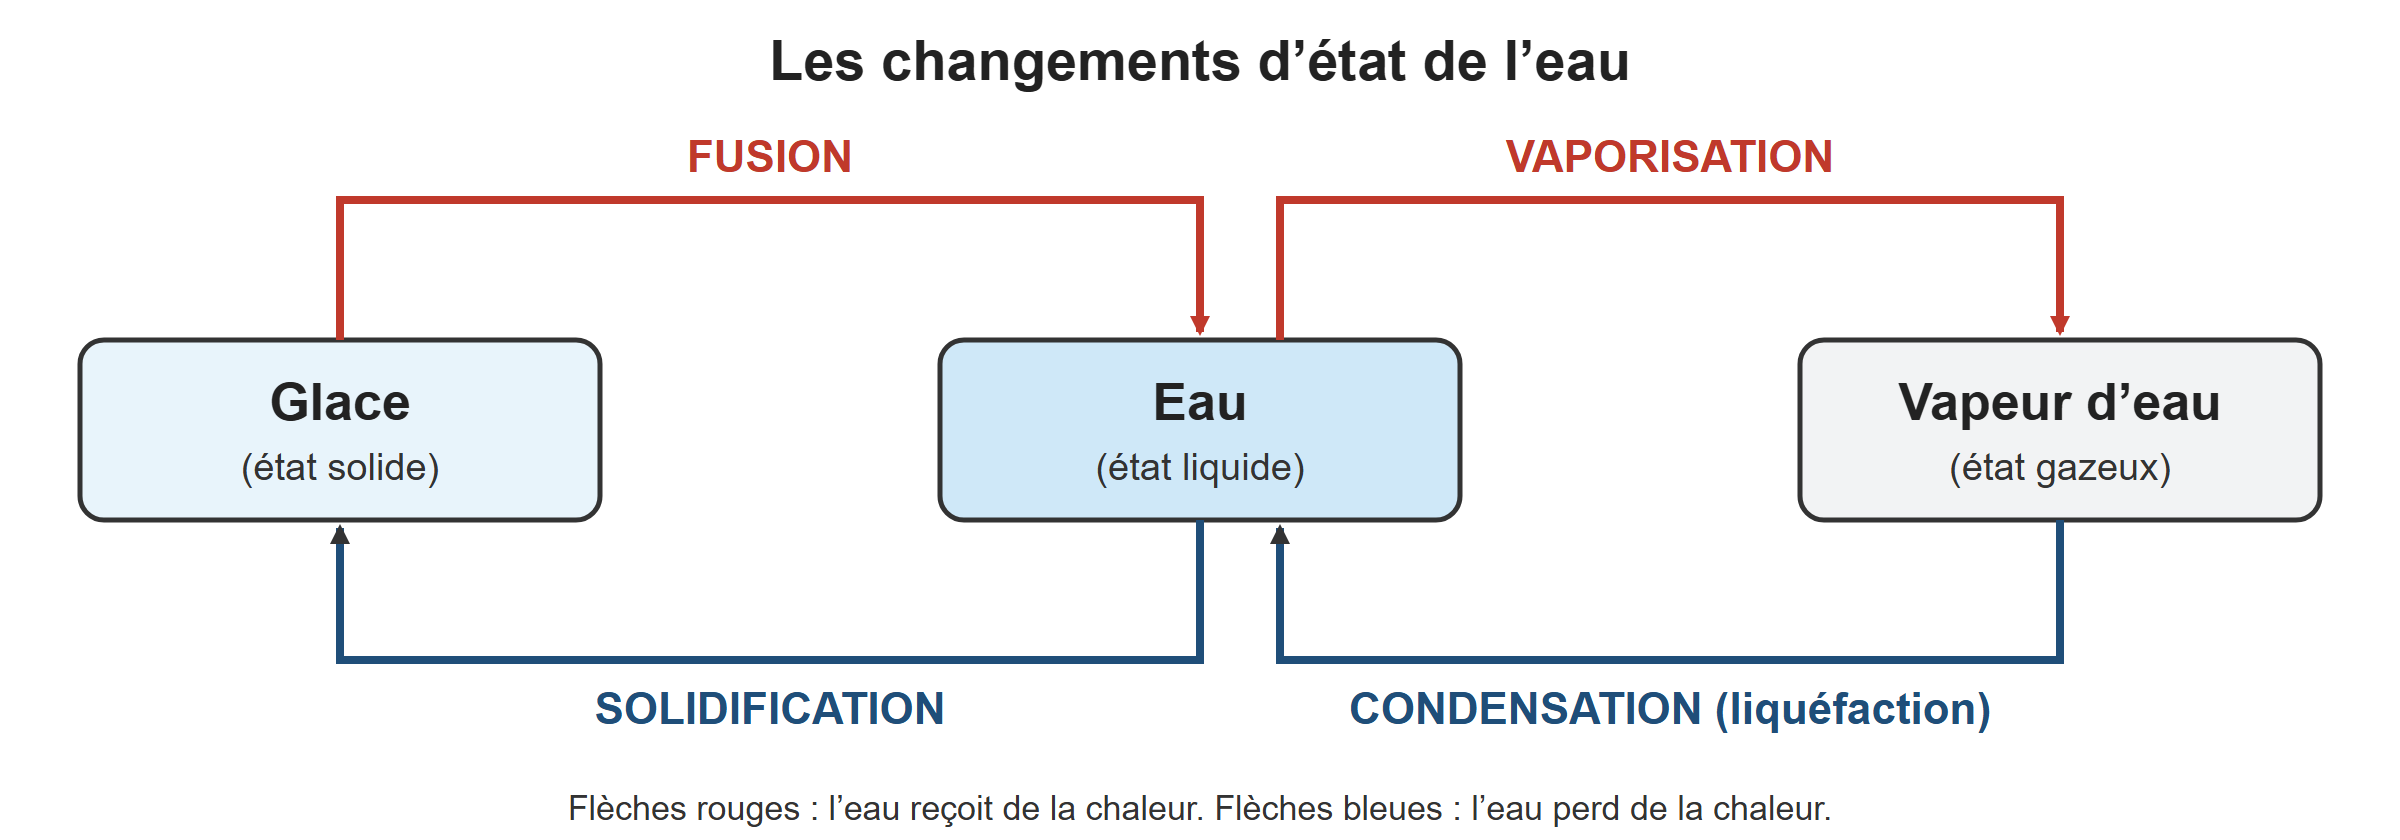 Les changements d’état de l’eau
FUSION
VAPORISATION
Glace
(état solide)
Eau
(état liquide)
Vapeur d’eau
(état gazeux)
SOLIDIFICATION
CONDENSATION (liquéfaction)
Flèches rouges : l’eau reçoit de la chaleur. Flèches bleues : l’eau perd de la chaleur.